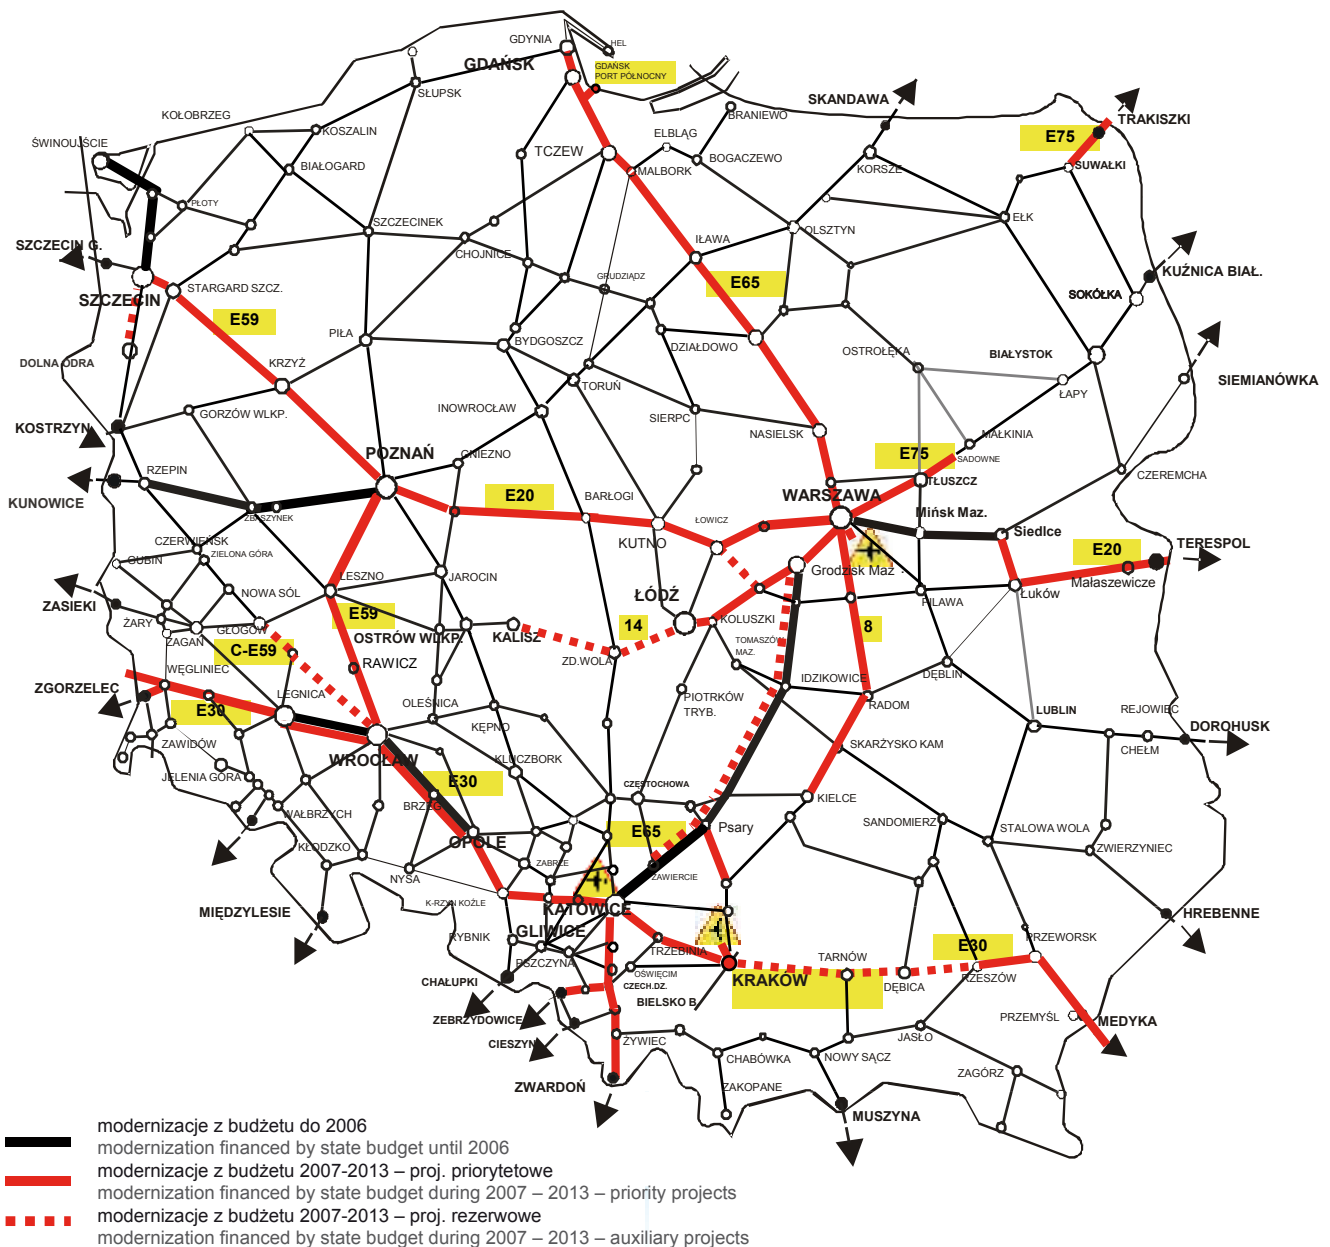 GDYNIA
HEL
GDAŃSK
GDAŃSK
PORT PÓŁNOCNY
SŁUPSK
SKANDAWA
TRAKISZKI
E75
KOŁOBRZEG
BRANIEWO
KOSZALIN
ELBLĄG
ŚWINOUJŚCIE
TCZEW
BOGACZEWO
BIAŁOGARD
MALBORK
KORSZE
SUWAŁKI
PŁOTY
SZCZECINEK
EŁK
OLSZTYN
SZCZECIN G.
CHOJNICE
IŁAWA
KUŹNICA BIAŁ.
GRUDZIĄDZ
E65
SZCZECIN
STARGARD SZCZ.
SOKÓŁKA
E59
PIŁA
BYDGOSZCZ
DZIAŁDOWO
OSTROŁĘKA
BIAŁYSTOK
DOLNA ODRA
KRZYŻ
TORUŃ
SIEMIANÓWKA
ŁAPY
GORZÓW WLKP.
INOWROCŁAW
SIERPC
KOSTRZYN
NASIELSK
MAŁKINIA
POZNAŃ
GNIEZNO
E75
SADOWNE
RZEPIN
CZEREMCHA
TŁUSZCZ
KUNOWICE
E20
BARŁOGI
WARSZAWA
ZBĄSZYNEK
ŁOWICZ
Mińsk Maz.
CZERWIEŃSK
KUTNO
Siedlce
TERESPOL
GUBIN
ZIELONA GÓRA
E20
Grodzisk Maz
LESZNO
JAROCIN
Małaszewicze
NOWA SÓL
ŁÓDŹ
PILAWA
Łuków
ZASIEKI
E59
ŻARY
GŁOGÓW
OSTRÓW WLKP.
KALISZ
14
KOLUSZKI
8
ŻAGAŃ
C-E59
TOMASZÓW
MAZ.
WĘGLINIEC
RAWICZ
ZD.WOLA
IDZIKOWICE
DĘBLIN
ZGORZELEC
LEGNICA
OLEŚNICA
PIOTRKÓW
TRYB.
RADOM
E30
KĘPNO
LUBLIN
REJOWIEC
DOROHUSK
ZAWIDÓW
SKARŻYSKO KAM
CHEŁM
WROCŁAW
KLUCZBORK
JELENIA GÓRA
E30
CZĘSTOCHOWA
KIELCE
BRZEG
WAŁBRZYCH
SANDOMIERZ
STALOWA WOLA
E65
Psary
OPOLE
KŁODZKO
ZWIERZYNIEC
ZABRZE
ZAWIERCIE
NYSA
K-RZYN KOŹLE
MIĘDZYLESIE
KATOWICE
HREBENNE
GLIWICE
RYBNIK
PRZEWORSK
TRZEBINIA
E30
PSZCZYNA
TARNÓW
OŚWIĘCIM
CHAŁUPKI
CZECH.DZ.
KRAKÓW
DĘBICA
RZESZÓW
BIELSKO B.
ZEBRZYDOWICE
PRZEMYŚL
MEDYKA
CIESZYN
ŻYWIEC
JASŁO
CHABÓWKA
NOWY SĄCZ
ZAGÓRZ
ZWARDOŃ
ZAKOPANE
MUSZYNA
modernizacje z budżetu do 2006
modernization financed by state budget until 2006
modernizacje z budżetu 2007-2013 – proj. priorytetowe
modernization financed by state budget during 2007 – 2013 – priority projects
modernizacje z budżetu 2007-2013 – proj. rezerwowe
modernization financed by state budget during 2007 – 2013 – auxiliary projects